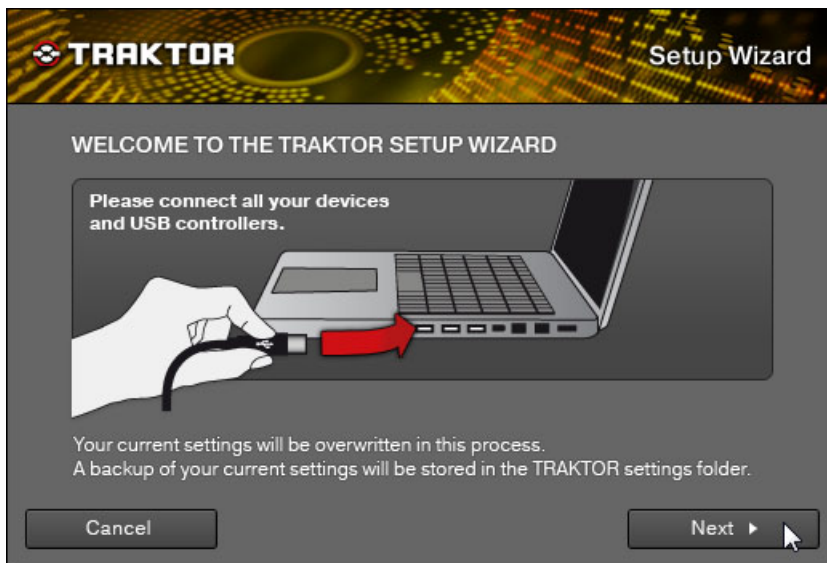 TRAKTOR
Setup Wizard
WELCOME TO THE TRAKTOR SETUP WIZARD
Please connect all your devices
and USB controllers.
Your current settings will be overwritten in this process.
A backup of your current settings will be stored in the TRAKTOR settings folder.
Cancel
Next